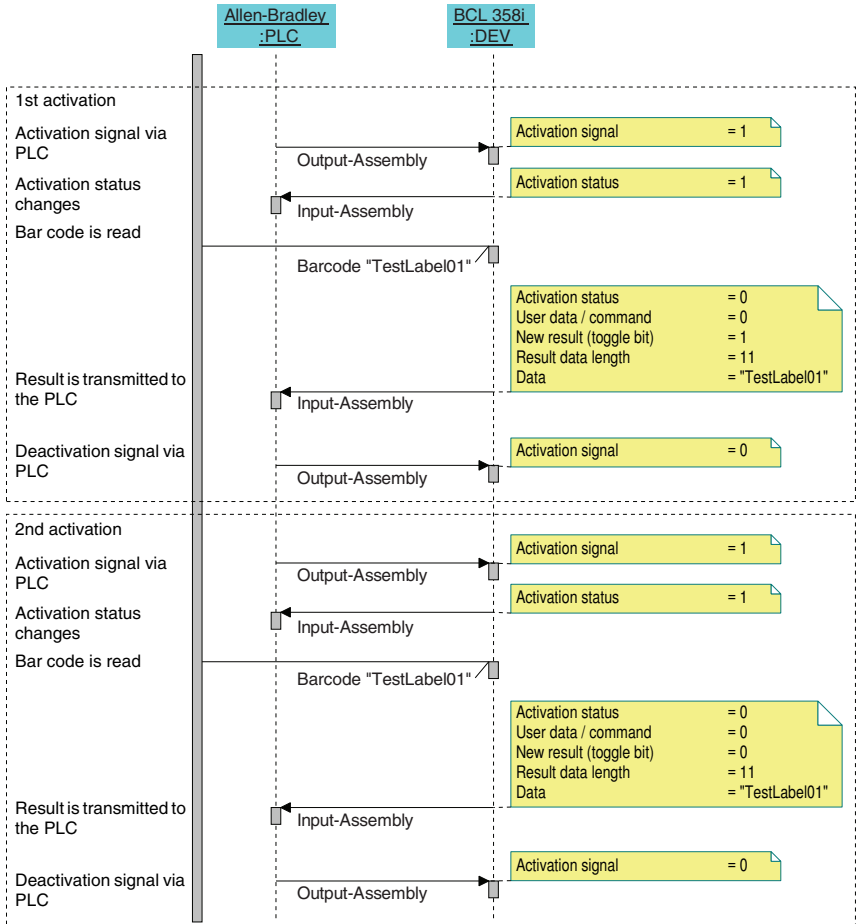 Allen-Bradley
:PLC
BCL 358i
:DEV
1st activation
Activation signal via
PLC
Output-Assembly
Activation signal = 1
Activation status
changes
Input-Assembly
Activation status = 1
Bar code is read
Barcode "TestLabel01"
Activation status = 0
User data / command = 0
New result (toggle bit) = 1
Result data length = 11
Data = "TestLabel01"
Result is transmitted to
the PLC
Input-Assembly
Deactivation signal via
PLC
Output-Assembly
Activation signal = 0
2nd activation
Activation signal via
PLC
Output-Assembly
Activation signal = 1
Activation status
changes
Input-Assembly
Activation status = 1
Bar code is read
Barcode "TestLabel01"
Activation status = 0
User data / command = 0
New result (toggle bit) = 0
Result data length = 11
Data = "TestLabel01"
Result is transmitted to
the PLC
Input-Assembly
Deactivation signal via
PLC
Output-Assembly
Activation signal = 0